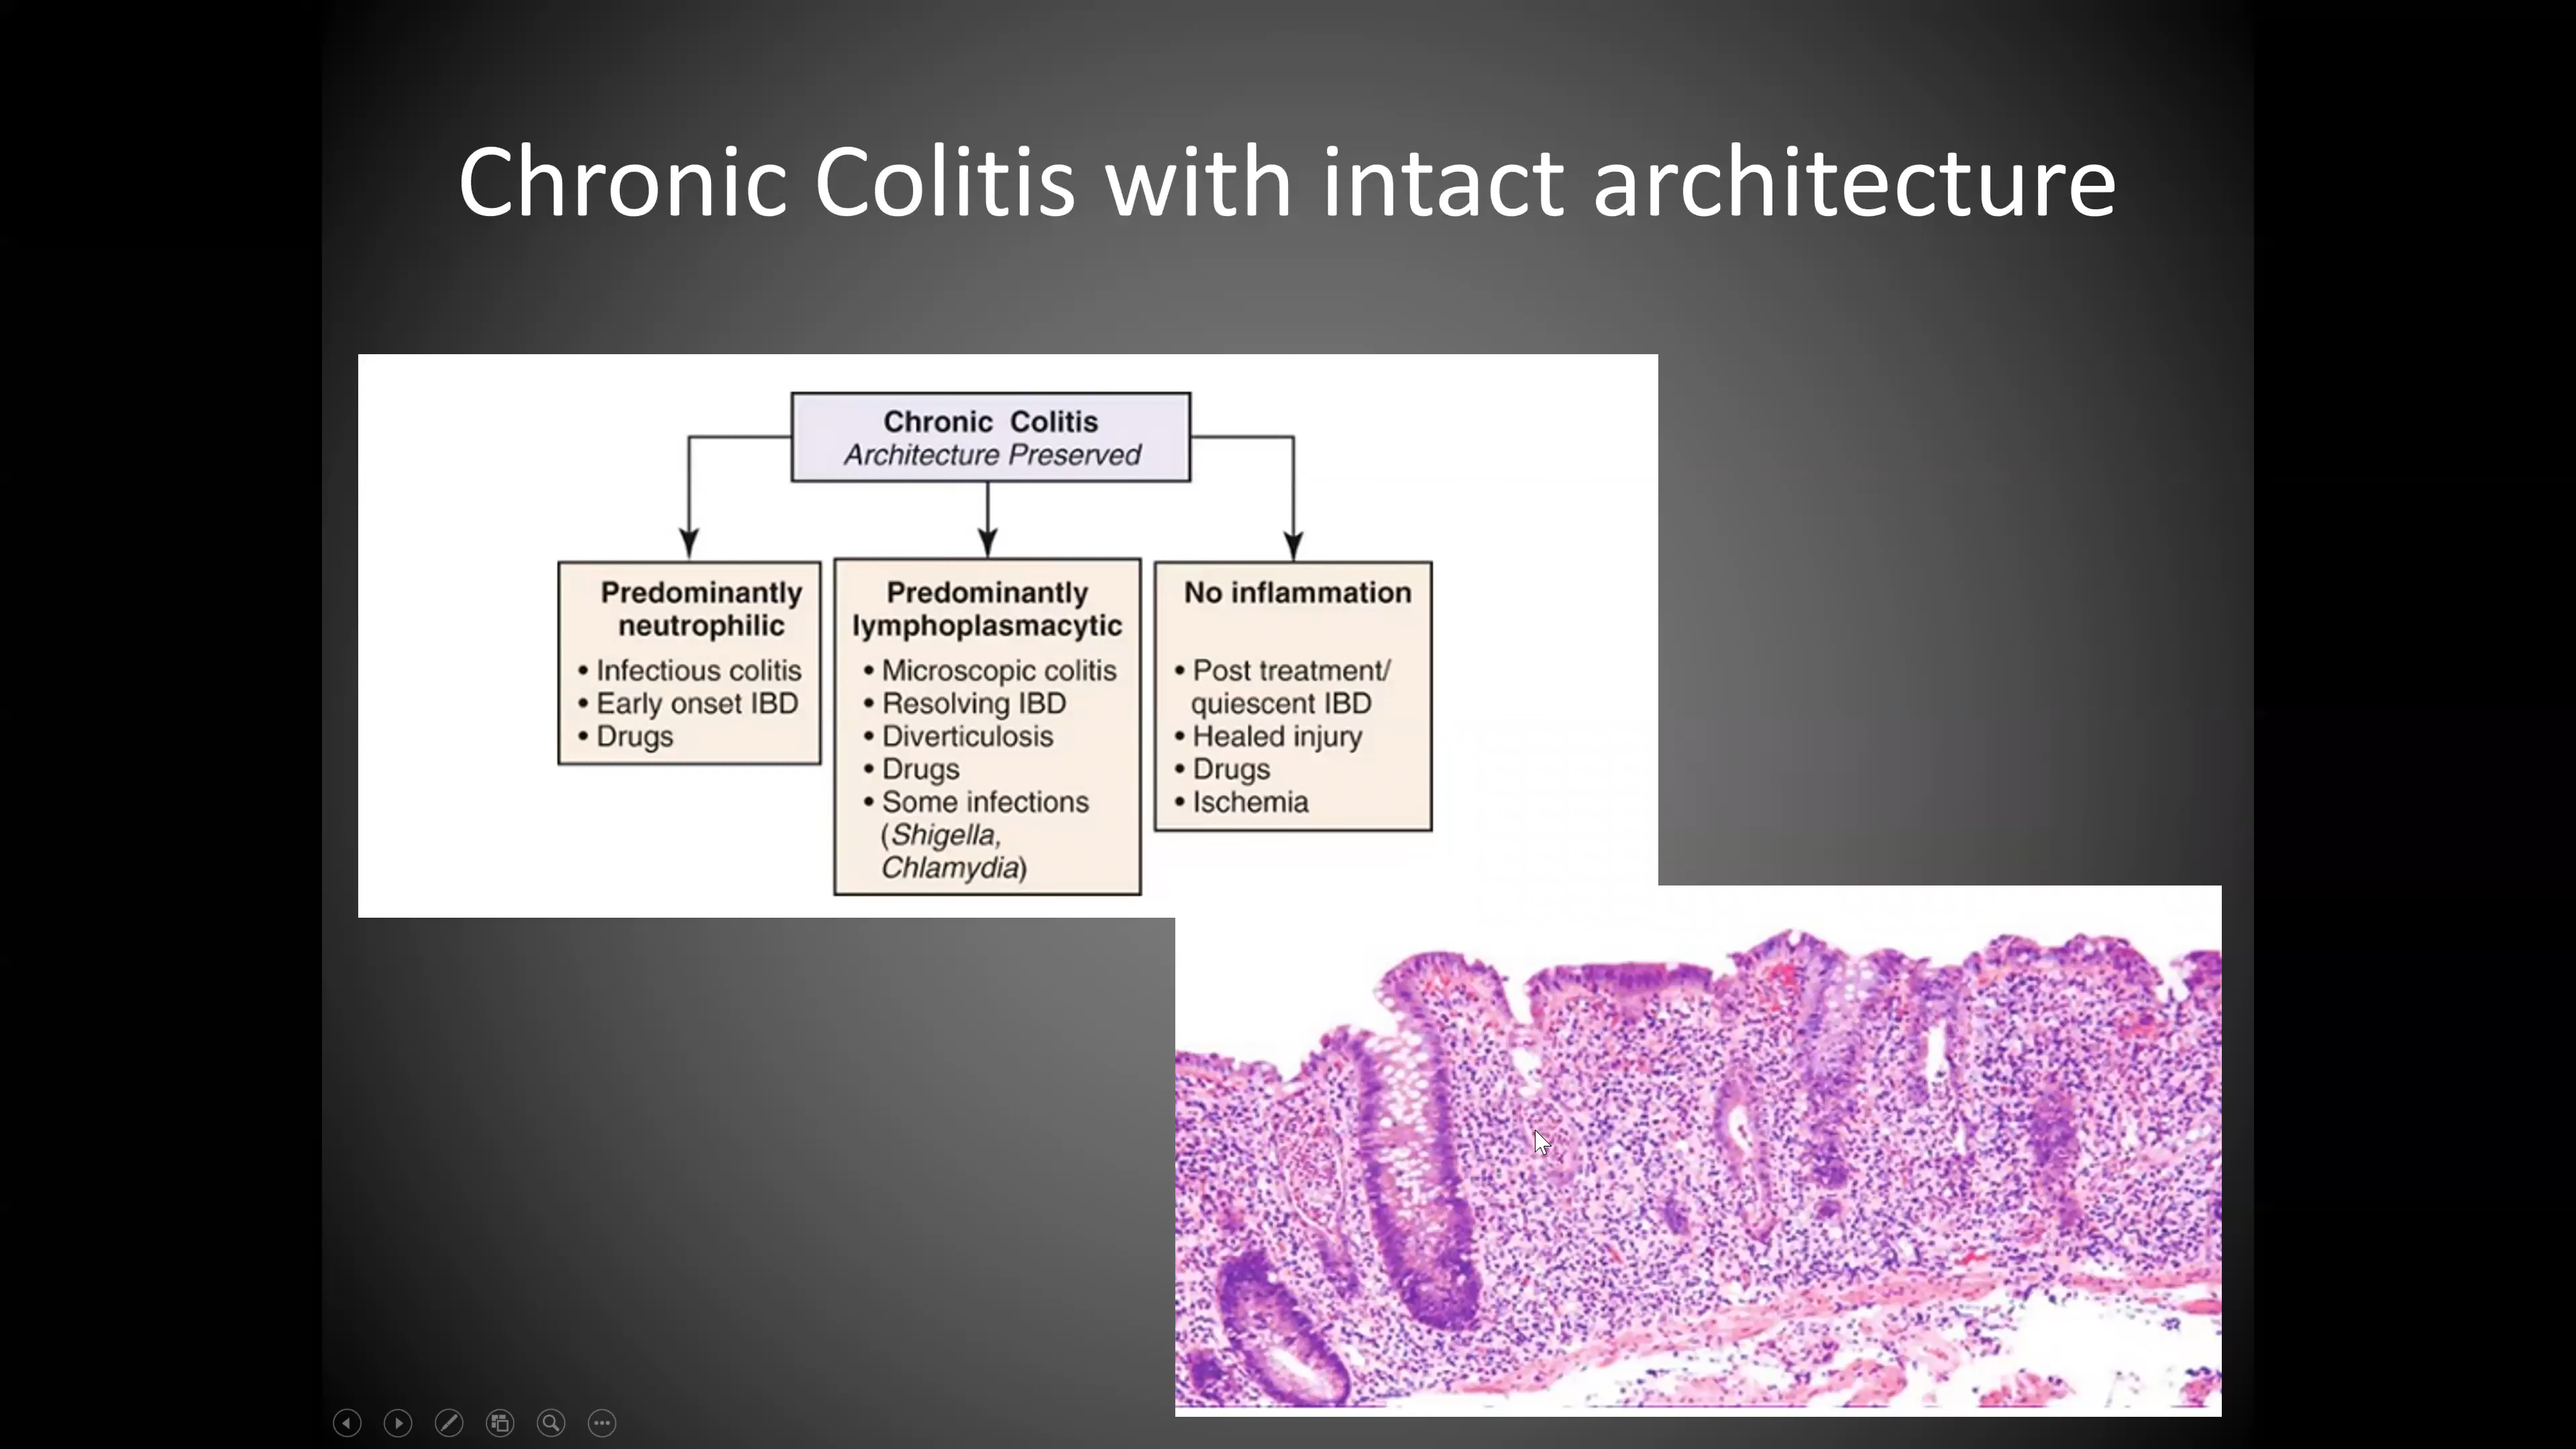 Chronic Colitis with intact architecture
Chronic Colitis
Architecture Preserved
Predominantly
neutrophilic
• Infectious colitis
• Early onset IBD
• Drugs
Predominantly
lymphoplasmacytic
• Microscopic colitis
• Resolving IBD
• Diverticulosis
• Drugs
• Some infections
(Shigella,
Chlamydia)
No inflammation
• Post treatment/
quiescent IBD
• Healed injury
• Drugs
• Ischemia